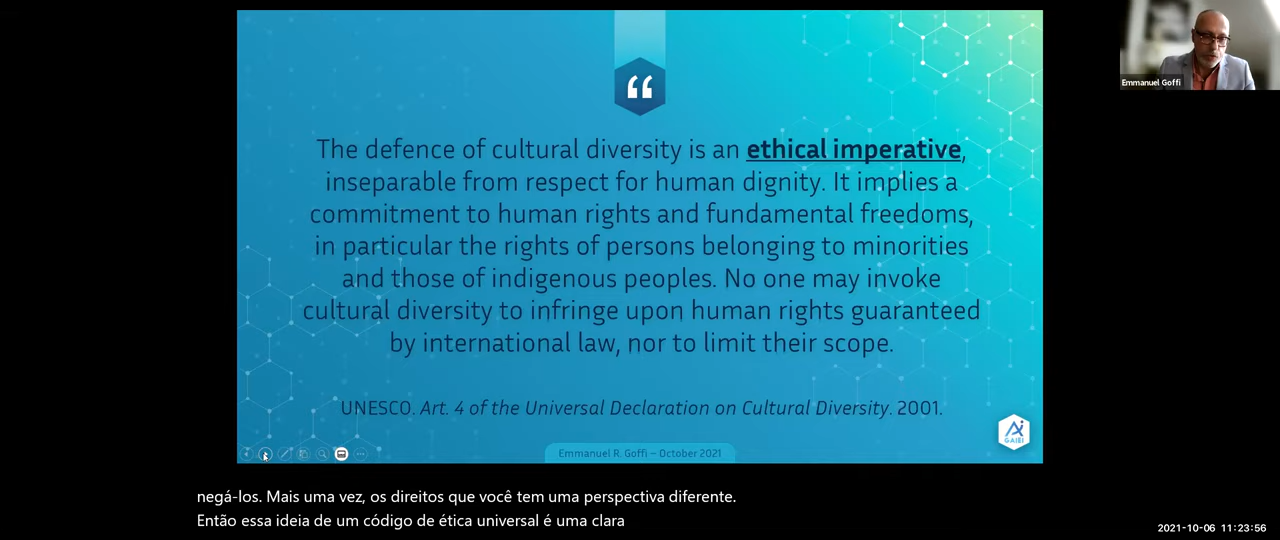 “
The defence of cultural diversity is an ethical imperative,
inseparable from respect for human dignity. It implies a
commitment to human rights and fundamental freedoms,
in particular the rights of persons belonging to minorities
and those of indigenous peoples. No one may invoke
cultural diversity to infringe upon human rights guaranteed
by international law, nor to limit their scope.
UNESCO. Art. 4 of the Universal Declaration on Cultural Diversity. 2001.
GAIEI
Emmanuel R. Goffi – October 2021
Emmanuel Goffi
negá-los. Mais uma vez, os direitos que você tem uma perspectiva diferente.
Então essa ideia de um código de ética universal é uma clara
2021-10-06 11:23:56